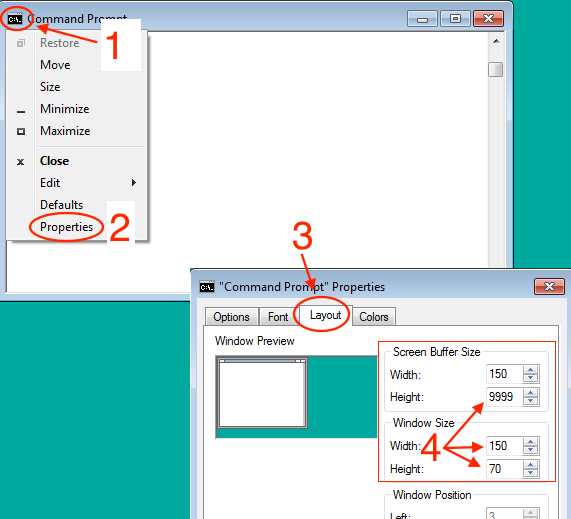 C:\. Command Prompt
1
Restore
Move
Size
Minimize
Maximize
Close
Edit
Defaults
Properties
2
3
C:\. "Command Prompt" Properties
Options Font Layout Colors
Window Preview
Screen Buffer Size
Width: 150
Height: 9999
Window Size
4
Width: 150
Height: 70
Window Position
Left: 3